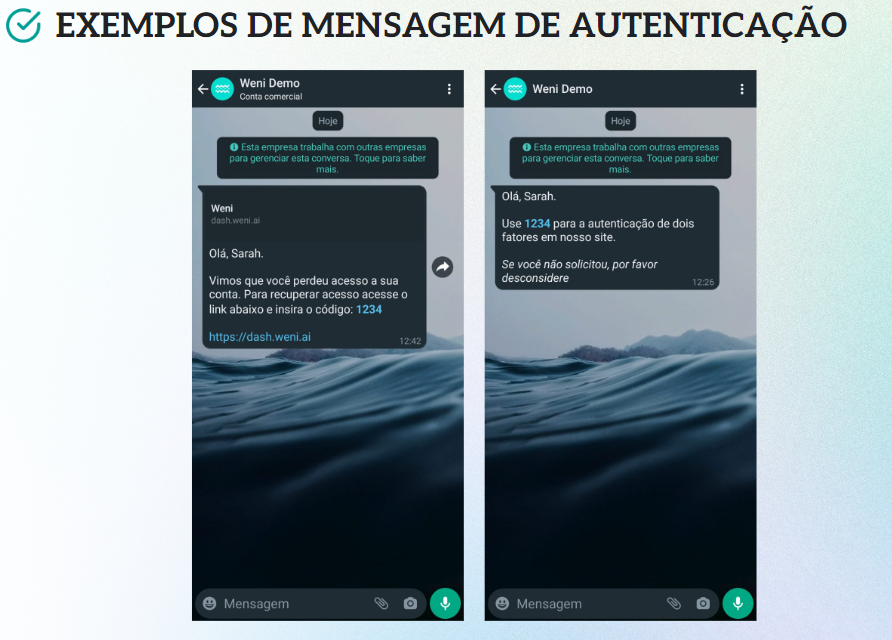 EXEMPLOS DE MENSAGEM DE AUTENTICAÇÃO
Weni Demo
Conta comercial
Hoje
Esta empresa trabalha com outras empresas
para gerenciar esta conversa. Toque para saber
mais.
Weni
dash.weni.ai
Olá, Sarah.
Vimos que você perdeu acesso a sua
conta. Para recuperar acesso acesse o
link abaixo e insira o código: 1234
https://dash.weni.ai
12:42
Mensagem
Weni Demo
Hoje
Esta empresa trabalha com outras empresas
para gerenciar esta conversa. Toque para saber
mais.
Olá, Sarah.
Use 1234 para a autenticação de dois
fatores em nosso site.
Se você não solicitou, por favor
desconsidere
12:26
Mensagem